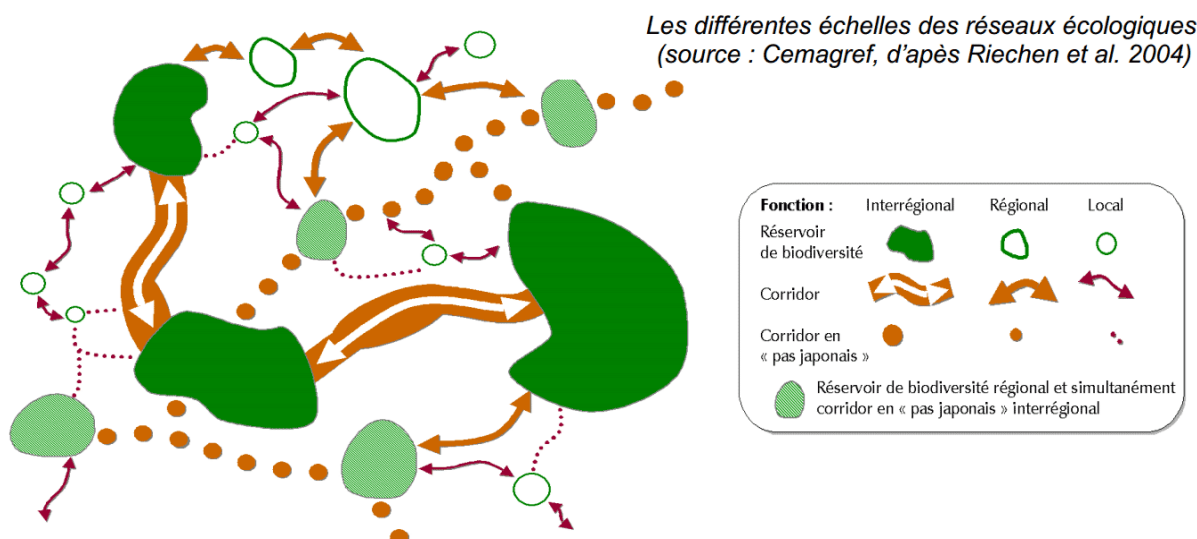 Les différentes échelles des réseaux écologiques
(source : Cemagref, d'apès Riechen et al. 2004)
Fonction : Interrégional Régional Local
Réservoir
de biodiversité
Corridor
Corridor en
« pas japonais »
Réservoir de biodiversité régional et simultanément
corridor en « pas japonais » interrégional